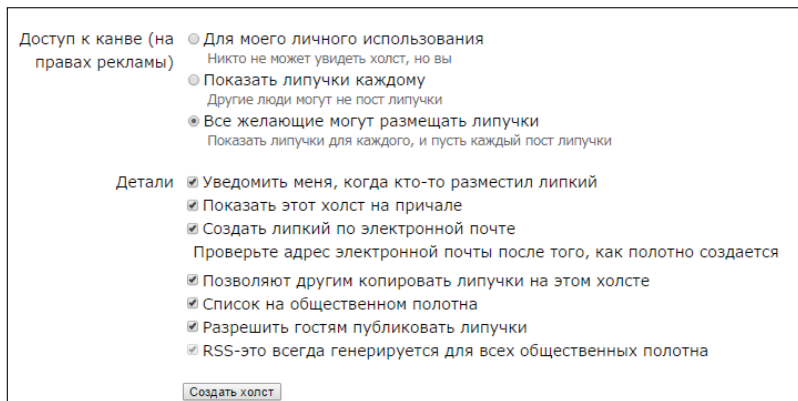 Доступ к канве (на правах рекламы)
Для моего личного использования
Никто не может увидеть холст, но вы
Показать липучки каждому
Другие люди могут не пост липучки
Все желающие могут размещать липучки
Показать липучки для каждого, и пусть каждый пост липучки
Детали
Уведомить меня, когда кто-то разместил липкий
Показать этот холст на причале
Создать липкий по электронной почте
Проверьте адрес электронной почты после того, как полотно создается
Позволяют другим копировать липучки на этом холсте
Список на общественном полотна
Разрешить гостям публиковать липучки
RSS-это всегда генерируется для всех общественных полотна
Создать холст